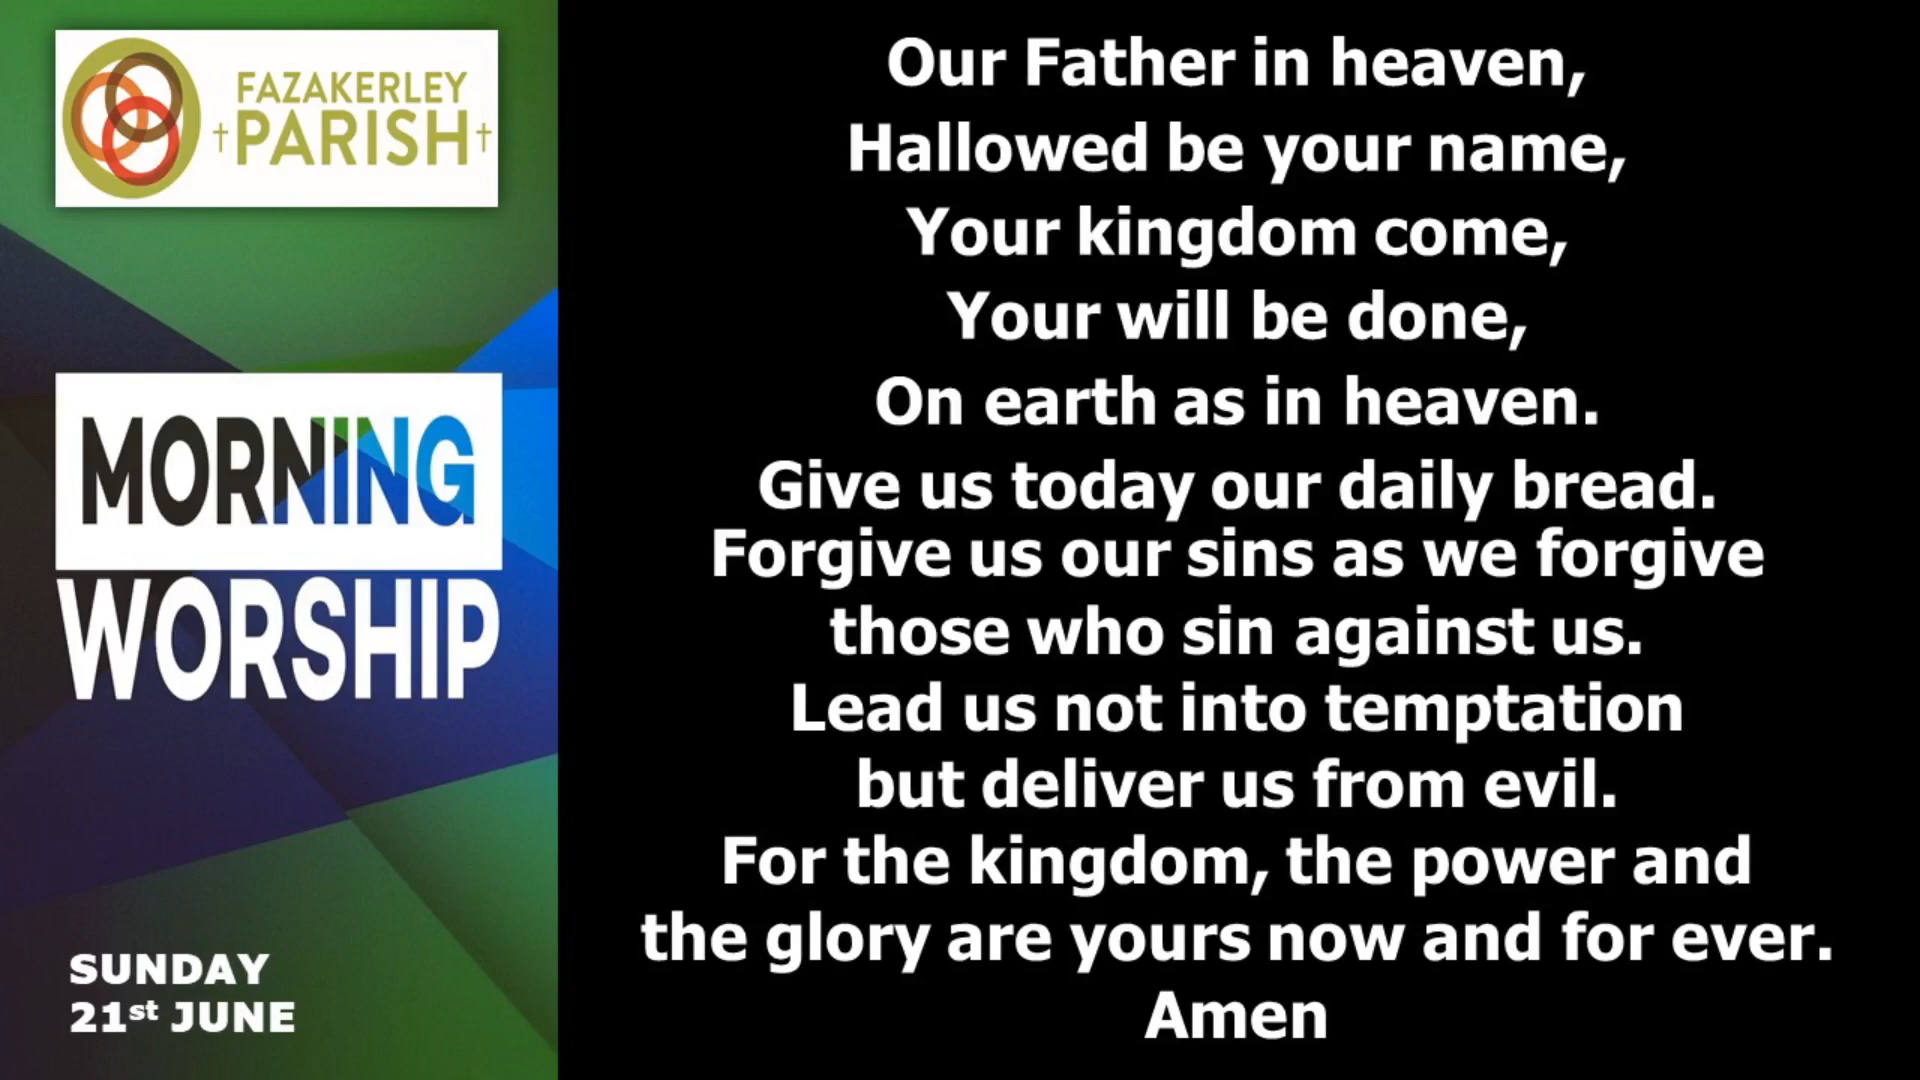 FAZAKERLEY
PARISH
MORNING
WORSHIP
SUNDAY
21st JUNE
Our Father in heaven,
Hallowed be your name,
Your kingdom come,
Your will be done,
On earth as in heaven.
Give us today our daily bread.
Forgive us our sins as we forgive
those who sin against us.
Lead us not into temptation
but deliver us from evil.
For the kingdom, the power and
the glory are yours now and for ever.
Amen